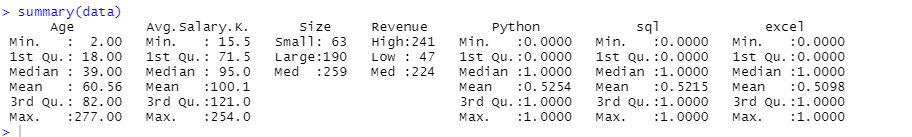 > summary(data)
      Age          Avg.Salary.K.      Size       Revenue        Python            sql             excel
 Min.   :  2.00   Min.   : 15.5   Small: 63   High:241   Min.   :0.0000   Min.   :0.0000   Min.   :0.0000
 1st Qu.: 18.00   1st Qu.: 71.5   Large:190   Low : 47   1st Qu.:0.0000   1st Qu.:0.0000   1st Qu.:0.0000
 Median : 39.00   Median : 95.0   Med  :259   Med :224   Median :1.0000   Median :1.0000   Median :1.0000
 Mean   : 60.56   Mean   :100.1                          Mean   :0.5254   Mean   :0.5215   Mean   :0.5098
 3rd Qu.: 82.00   3rd Qu.:121.0                          3rd Qu.:1.0000   3rd Qu.:1.0000   3rd Qu.:1.0000
 Max.   :277.00   Max.   :254.0                          Max.   :1.0000   Max.   :1.0000   Max.   :1.0000
>